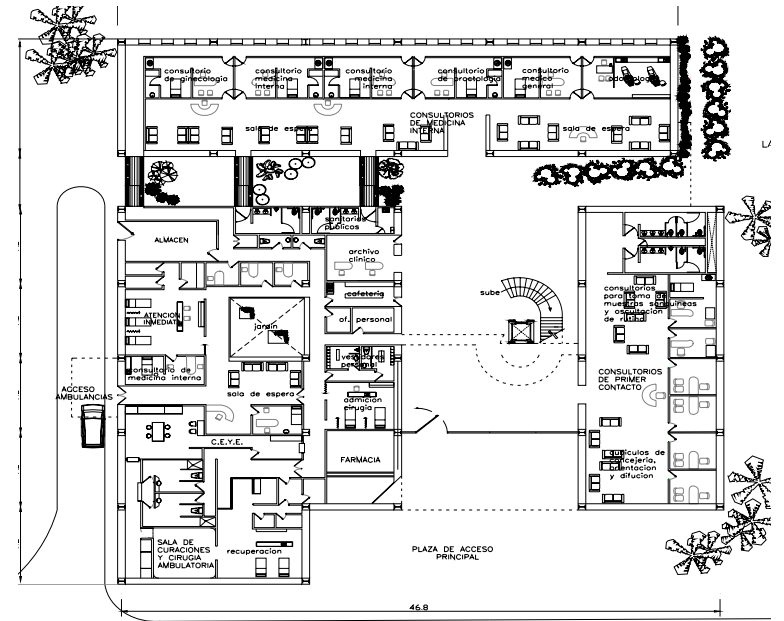 consultorio
de ginecologia
consultorio
medicina
interna
consultorio
medicina
interna
consultorio
de proctologia
consultorio
medico
general
odontologia
sala de espera
CONSULTORIOS
DE MEDICINA
INTERNA
sala de espera
LA
sanitarios
publicos
ALMACEN
archivo
clinico
cafeteria
sube
of. personal
ATENCION
INMEDIATA
jardin
vestidores
personal
consultorio de
medicina interna
sala de espera
ACCESO
AMBULANCIAS
admicion
cirugia
C.E.Y.E.
FARMACIA
consultorios
para toma de
muestras sanguineas
y oscultacion
de rutina
CONSULTORIOS
DE PRIMER
CONTACTO
cubiculos de
concejeria,
orientacion
y difucion
SALA DE
CURACIONES
Y CIRUGIA
AMBULATORIA
recuperacion
PLAZA DE ACCESO
PRINCIPAL
46.8